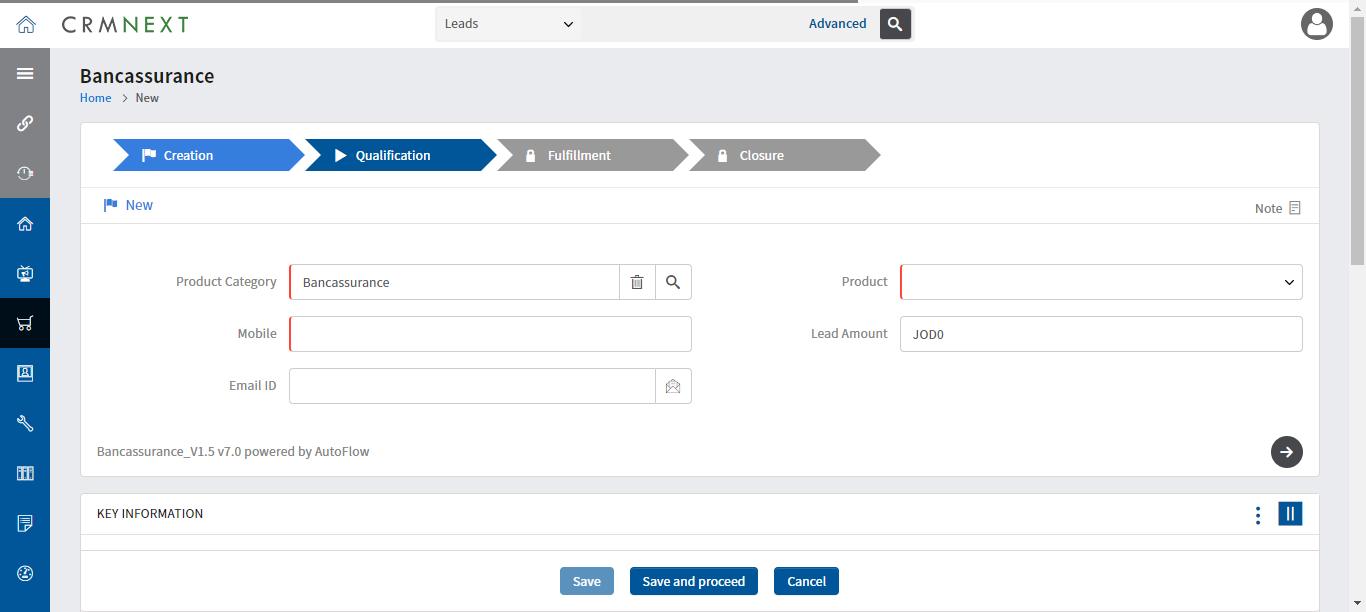 CRMNEXT
Leads
Advanced
Bancassurance
Home > New
Creation
Qualification
Fulfillment
Closure
New
Note
Product Category
Bancassurance
Product
Mobile
Lead Amount
JOD0
Email ID
Bancassurance_V1.5 v7.0 powered by AutoFlow
KEY INFORMATION
Save
Save and proceed
Cancel